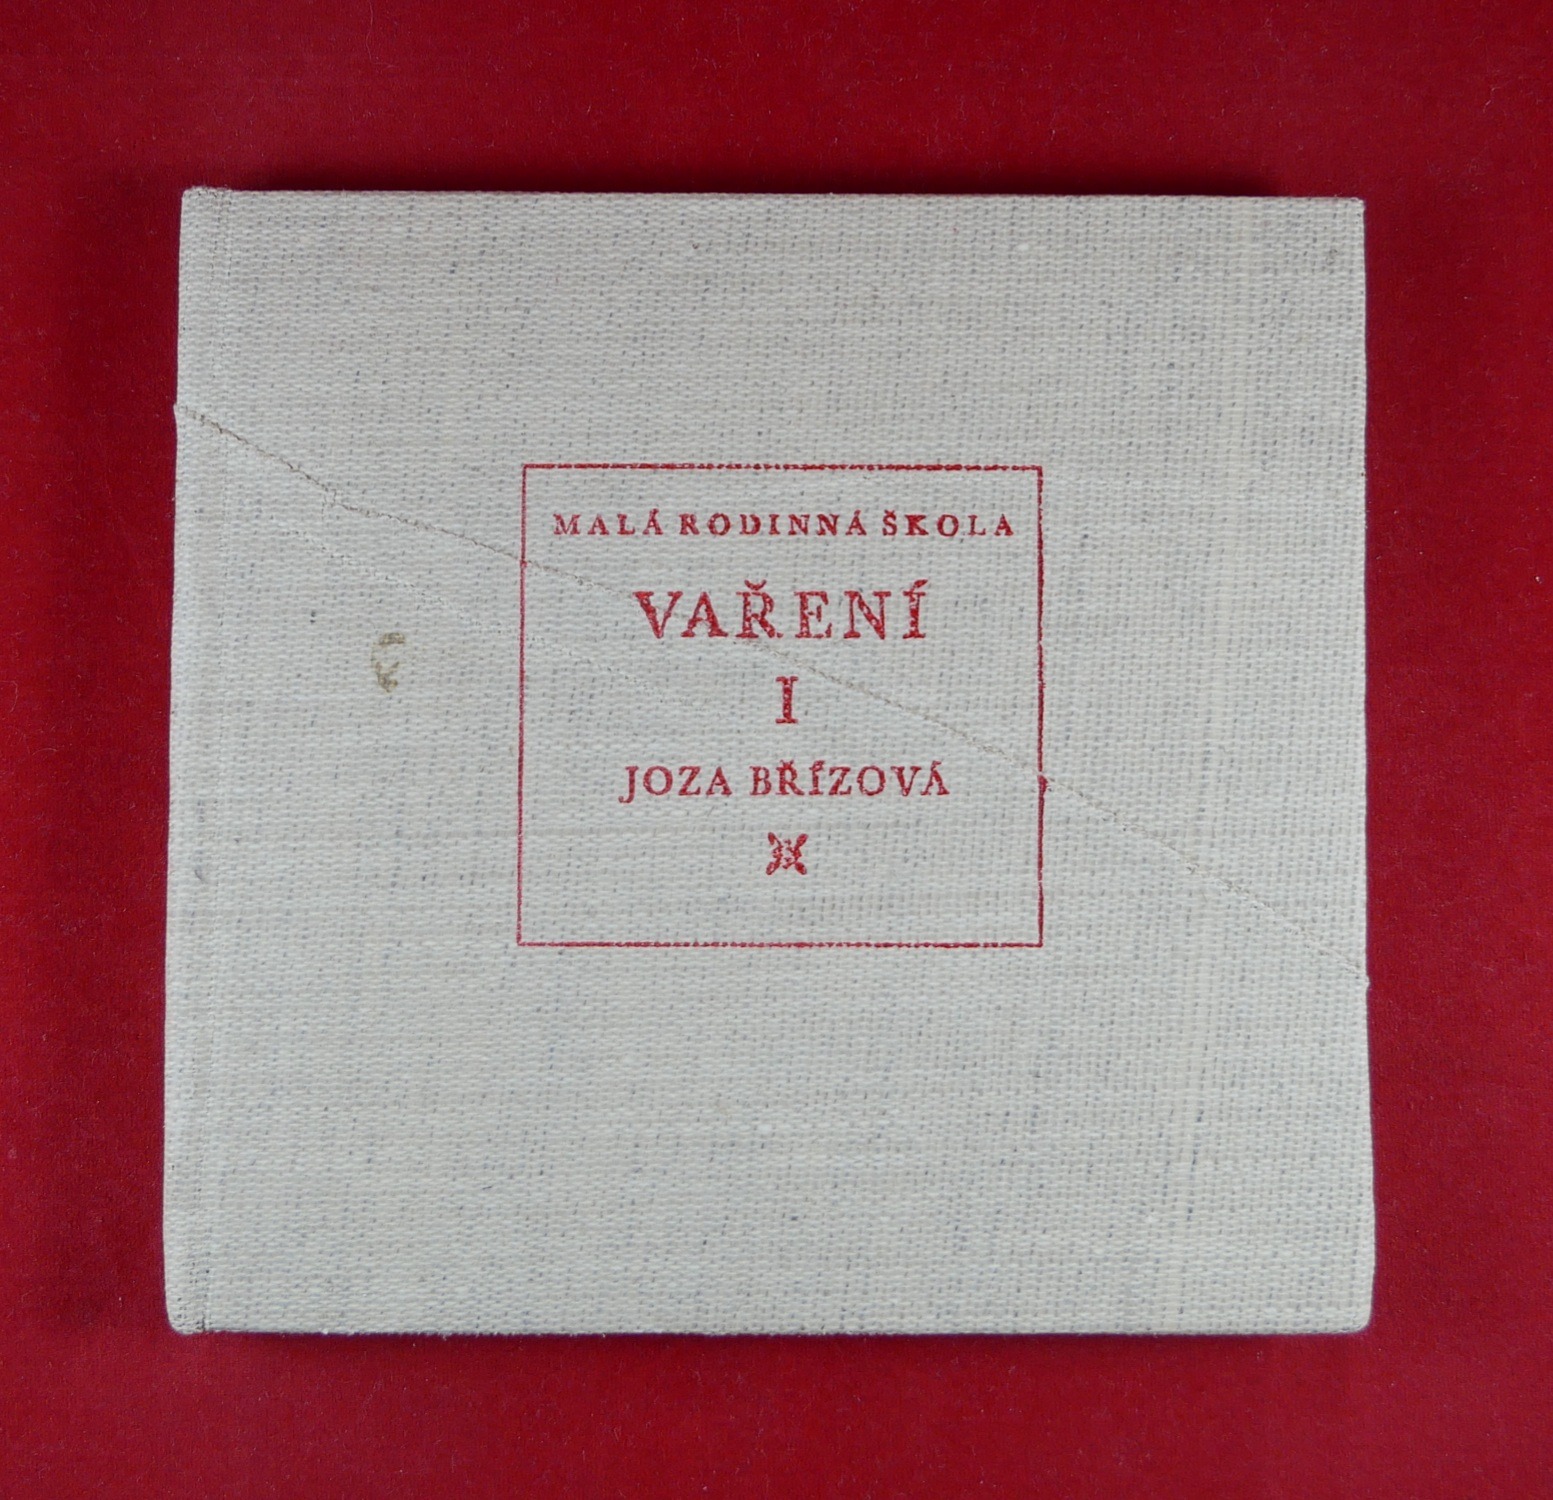 MALÁ RODINNÁ ŠKOLA
VAŘENÍ
I
JOZA BŘÍZOVÁ